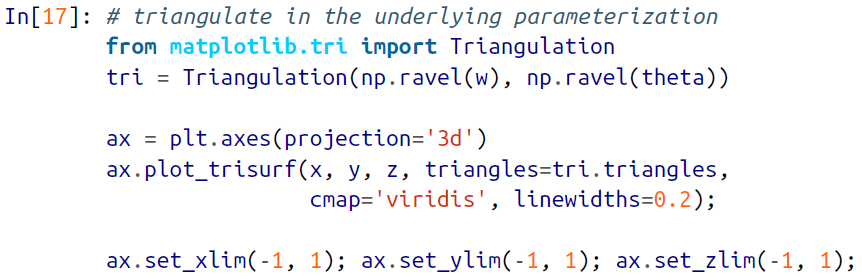 In[17]: # triangulate in the underlying parameterization
from matplotlib.tri import Triangulation
tri = Triangulation(np.ravel(w), np.ravel(theta))
ax = plt.axes(projection='3d')
ax.plot_trisurf(x, y, z, triangles=tri.triangles,
cmap='viridis', linewidths=0.2);
ax.set_xlim(-1, 1); ax.set_ylim(-1, 1); ax.set_zlim(-1, 1);